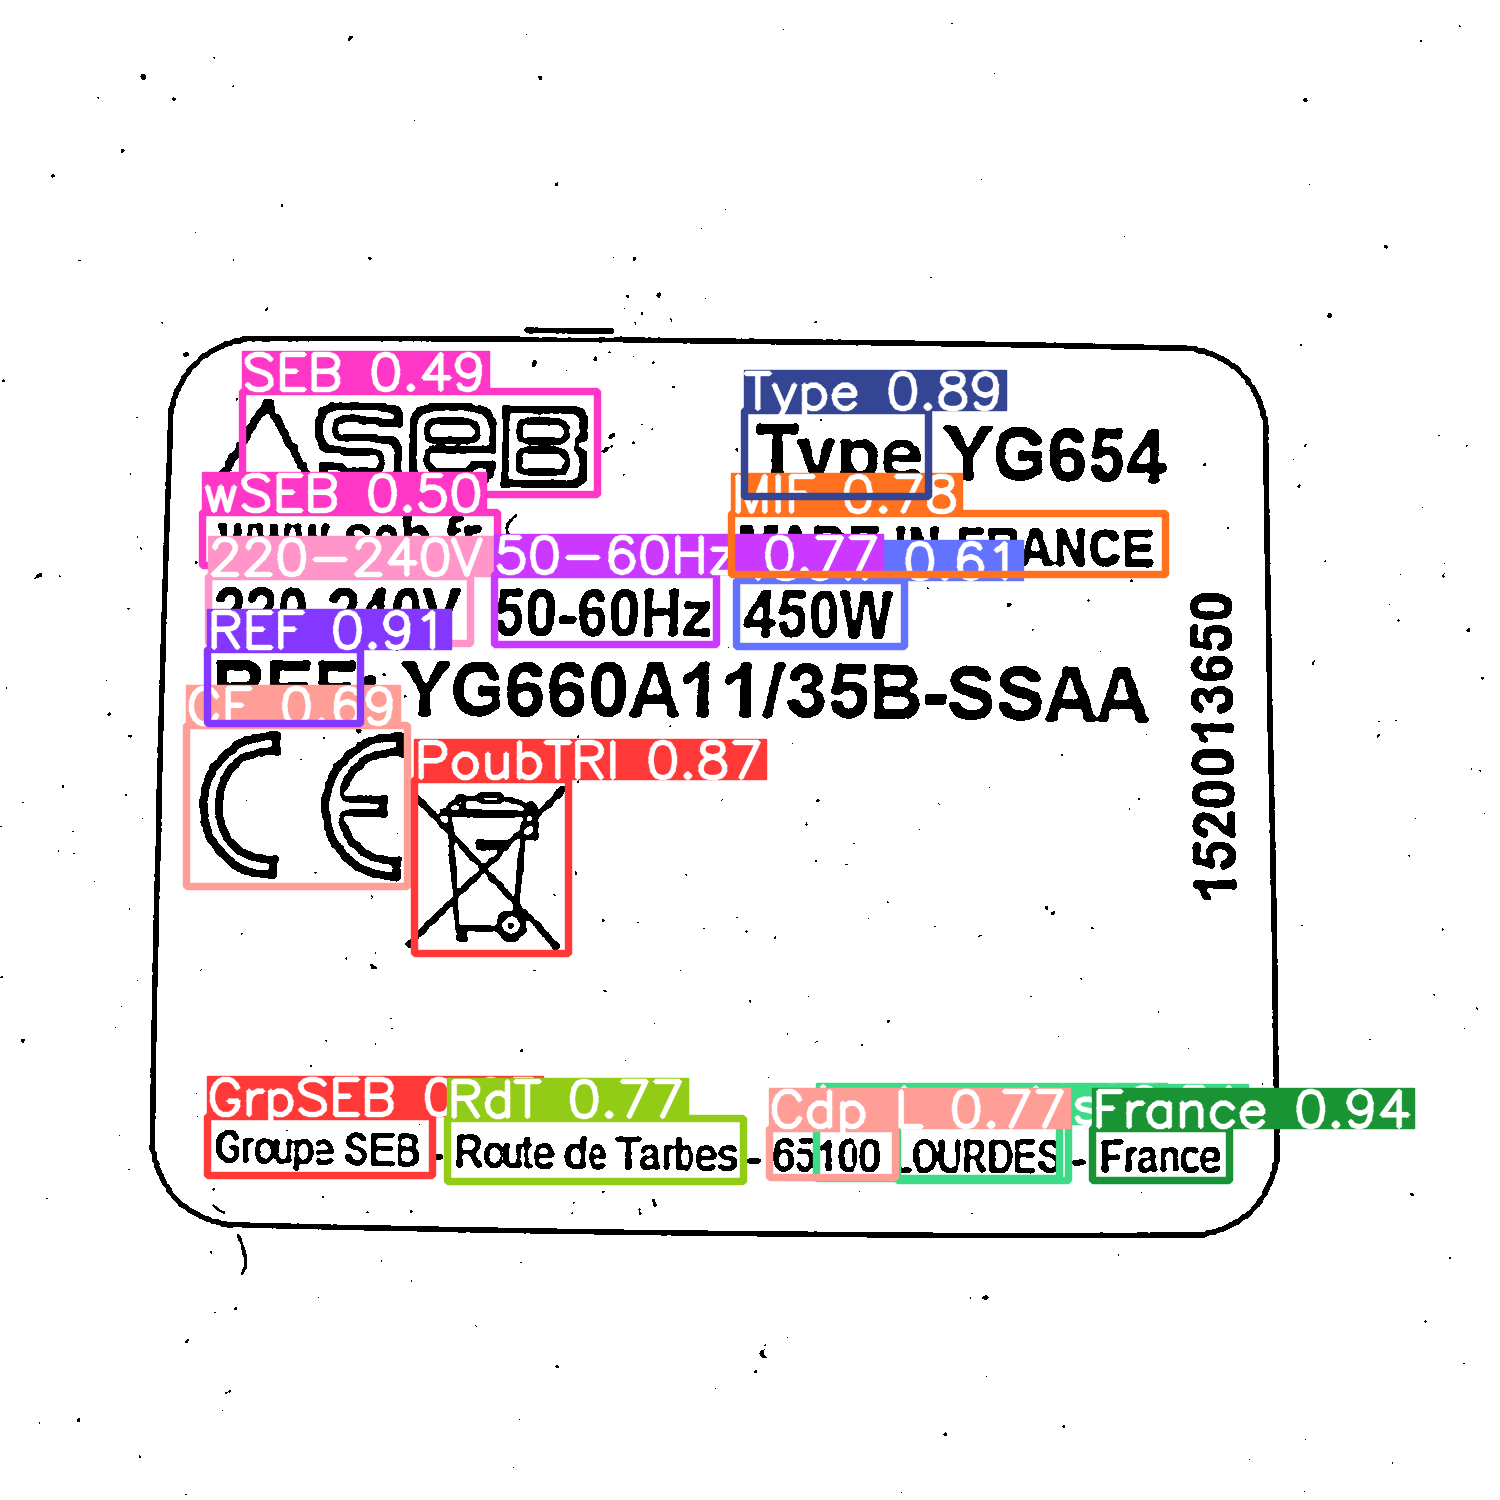 SEB 0.49
seB
Type 0.89
Type YG654
wSEB 0.50
www.seb.fr
MIF 0.78
MADE IN FRANCE
220-240V
50-60Hz 0.77
0.61
220-240V
50-60Hz
450W
REF 0.91
REF: YG660A11/35B-SSAA
CE 0.69
CE
PoubTRI 0.87
1520013650
GrpSEB
RdT 0.77
Cdp
L 0.77
France 0.94
Groupe SEB - Route de Tarbes - 65100 LOURDES - France